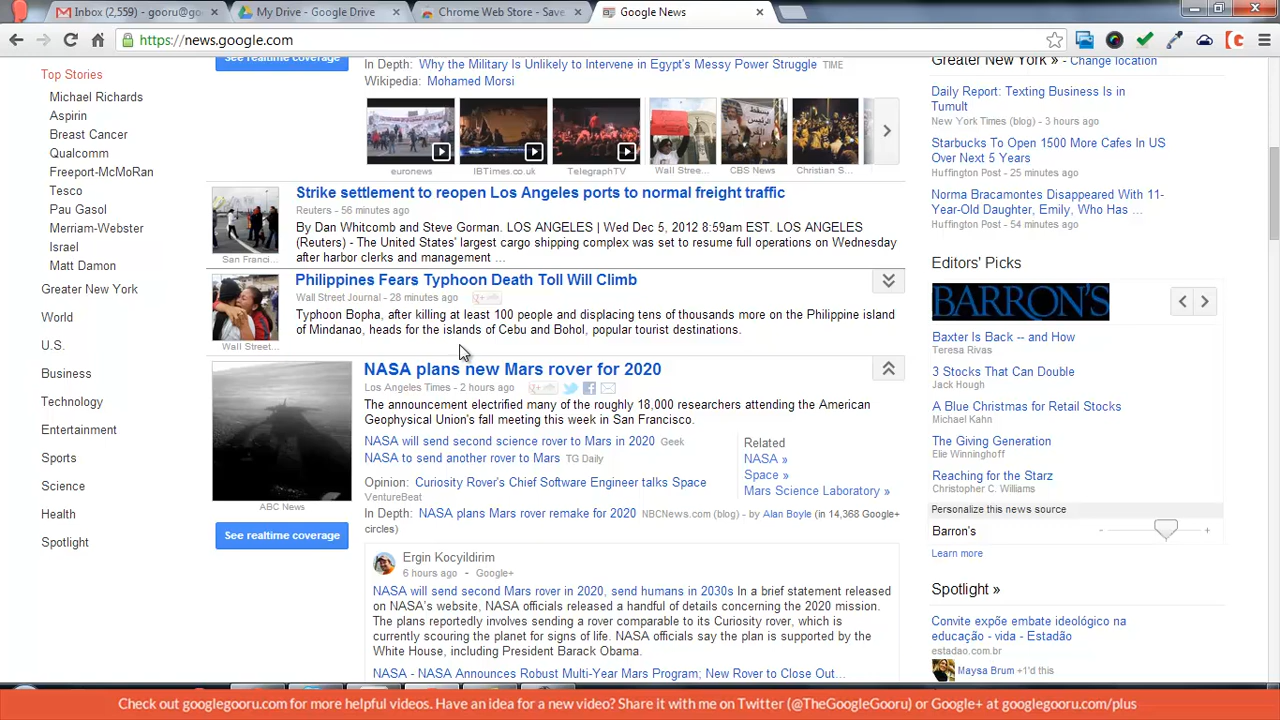 Inbox (2,559) - gooru@go
My Drive - Google Drive
Chrome Web Store - Save
Google News
https://news.google.com
Top Stories
Michael Richards
Aspirin
Breast Cancer
Qualcomm
Freeport-McMoRan
Tesco
Pau Gasol
Merriam-Webster
Israel
Matt Damon
Greater New York
World
U.S.
Business
Technology
Entertainment
Sports
Science
Health
Spotlight
See realtime coverage
In Depth: Why the Military Is Unlikely to Intervene in Egypt's Messy Power Struggle TIME
Wikipedia: Mohamed Morsi
euronews
IBTimes.co.uk
TelegraphTV
Wall Stree...
CBS News
Christian S...
Strike settlement to reopen Los Angeles ports to normal freight traffic
Reuters - 56 minutes ago
By Dan Whitcomb and Steve Gorman. LOS ANGELES | Wed Dec 5, 2012 8:59am EST. LOS ANGELES
(Reuters) - The United States' largest cargo shipping complex was set to resume full operations on Wednesday
after harbor clerks and management ...
San Franci...
Philippines Fears Typhoon Death Toll Will Climb
Wall Street Journal - 28 minutes ago
Typhoon Bopha, after killing at least 100 people and displacing tens of thousands more on the Philippine island
of Mindanao, heads for the islands of Cebu and Bohol, popular tourist destinations.
Wall Street...
NASA plans new Mars rover for 2020
Los Angeles Times - 2 hours ago
The announcement electrified many of the roughly 18,000 researchers attending the American
Geophysical Union's fall meeting this week in San Francisco.
NASA will send second science rover to Mars in 2020 Geek
NASA to send another rover to Mars TG Daily
Opinion: Curiosity Rover's Chief Software Engineer talks Space
VentureBeat
In Depth: NASA plans Mars rover remake for 2020 NBCNews.com (blog) - by Alan Boyle (in 14,368 Google+
circles)
Related
NASA »
Space »
Mars Science Laboratory »
ABC News
See realtime coverage
Ergin Kocyildirim
6 hours ago - Google+
NASA will send second Mars rover in 2020, send humans in 2030s In a brief statement released
on NASA's website, NASA officials released a handful of details concerning the 2020 mission.
The plans reportedly involves sending a rover comparable to its Curiosity rover, which is
currently scouring the planet for signs of life. NASA officials say the plan is supported by the
White House, including President Barack Obama.
NASA - NASA Announces Robust Multi-Year Mars Program; New Rover to Close Out...
Greater New York » - Change location
Daily Report: Texting Business Is in
Tumult
New York Times (blog) - 3 hours ago
Starbucks To Open 1500 More Cafes In US
Over Next 5 Years
Huffington Post - 25 minutes ago
Norma Bracamontes Disappeared With 11-
Year-Old Daughter, Emily, Who Has ...
Huffington Post - 54 minutes ago
Editors' Picks
BARRON'S
Baxter Is Back -- and How
Teresa Rivas
3 Stocks That Can Double
Jack Hough
A Blue Christmas for Retail Stocks
Michael Kahn
The Giving Generation
Elie Winninghoff
Reaching for the Starz
Christopher C. Williams
Personalize this news source
Barron's
- +
Learn more
Spotlight »
Convite expõe embate ideológico na
educação - vida - Estadão
estadao.com.br
Maysa Brum +1'd this
Check out googlegooru.com for more helpful videos. Have an idea for a new video? Share it with me on Twitter (@TheGoogleGooru) or Google+ at googlegooru.com/plus